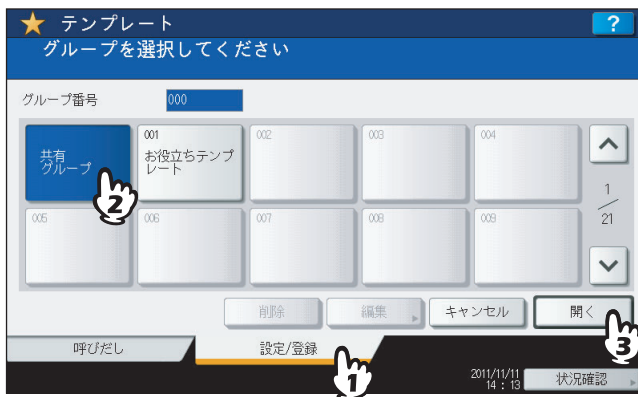 テンプレート
?
グループを選択してください
グループ番号 000
共有
グループ
001
お役立ちテンプ
レート
002
003
004
1
21
2
005
006
007
008
009
削除
編集
キャンセル
開く
3
呼びだし
設定/登録
1
2011/11/11
14 : 13
状況確認